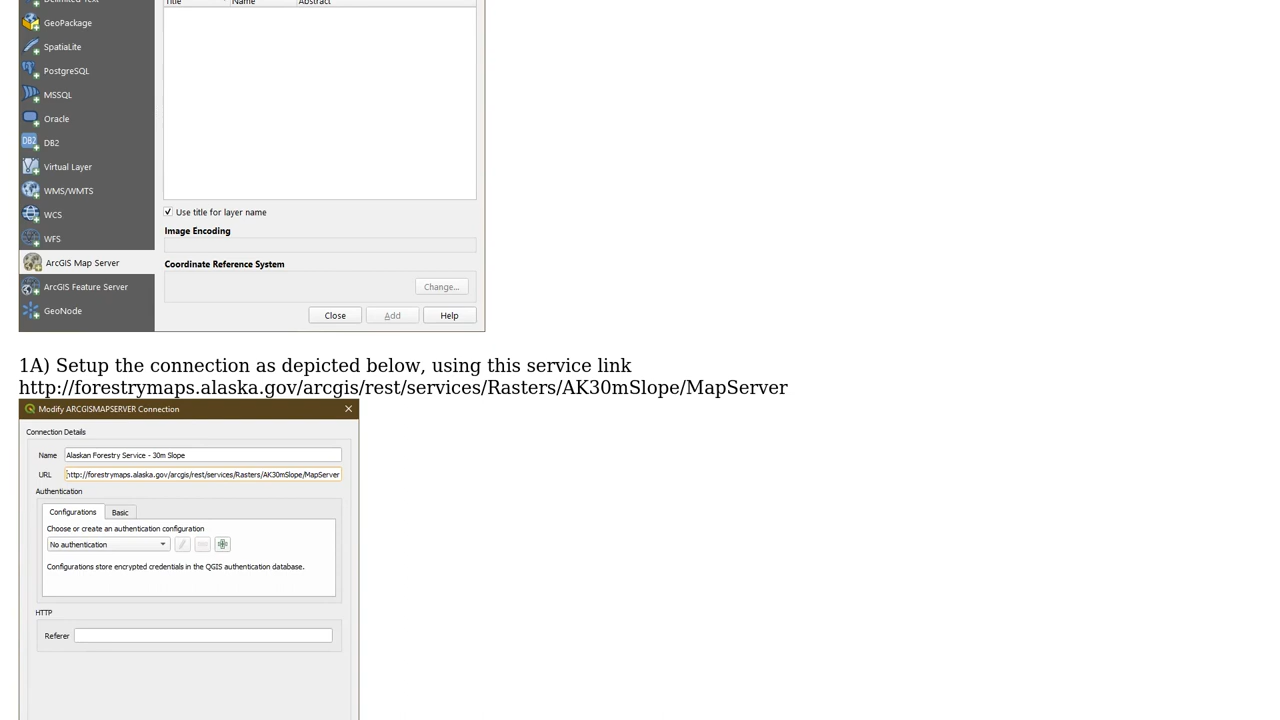 Delimited Text
Title Name Abstract
GeoPackage
SpatiaLite
PostgreSQL
MSSQL
Oracle
DB2 DB2
Virtual Layer
WMS/WMTS
WCS
Use title for layer name
WFS
Image Encoding
ArcGIS Map Server
Coordinate Reference System
ArcGIS Feature Server
Change...
GeoNode
Close Add Help
1A) Setup the connection as depicted below, using this service link
http://forestrymaps.alaska.gov/arcgis/rest/services/Rasters/AK30mSlope/MapServer
Modify ARCGISMAPSERVER Connection
Connection Details
Name Alaskan Forestry Service - 30m Slope
URL http://forestrymaps.alaska.gov/arcgis/rest/services/Rasters/AK30mSlope/MapServer
Authentication
Configurations Basic
Choose or create an authentication configuration
No authentication
Configurations store encrypted credentials in the QGIS authentication database.
HTTP
Referer